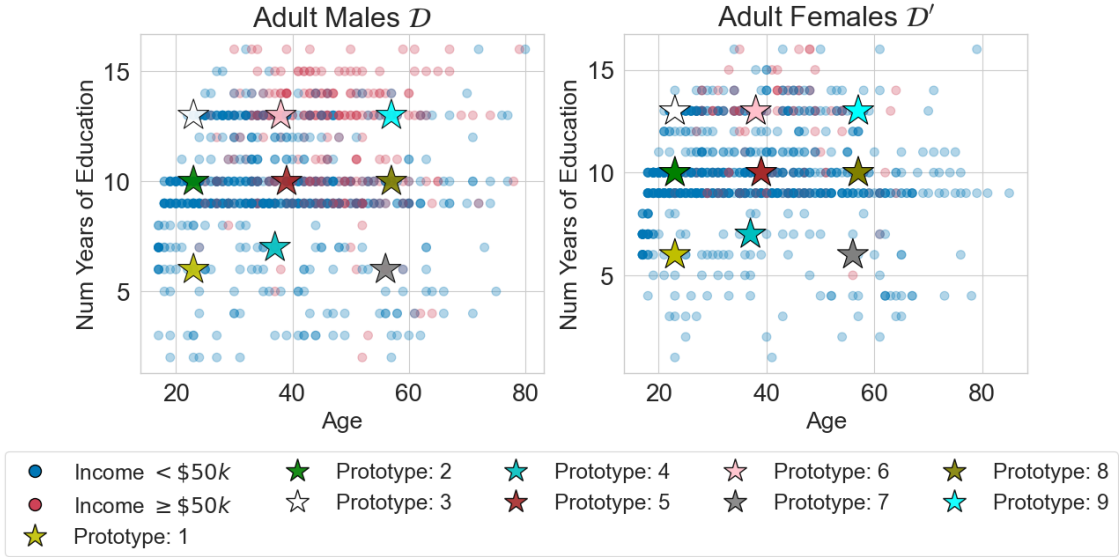 Adult Males 𝒟
Adult Females 𝒟′
Num Years of Education
15
10
5
20
40
60
80
Age
Num Years of Education
15
10
5
20
40
60
80
Age
Income < $50k
Income ≥ $50k
Prototype: 1
Prototype: 2
Prototype: 3
Prototype: 4
Prototype: 5
Prototype: 6
Prototype: 7
Prototype: 8
Prototype: 9